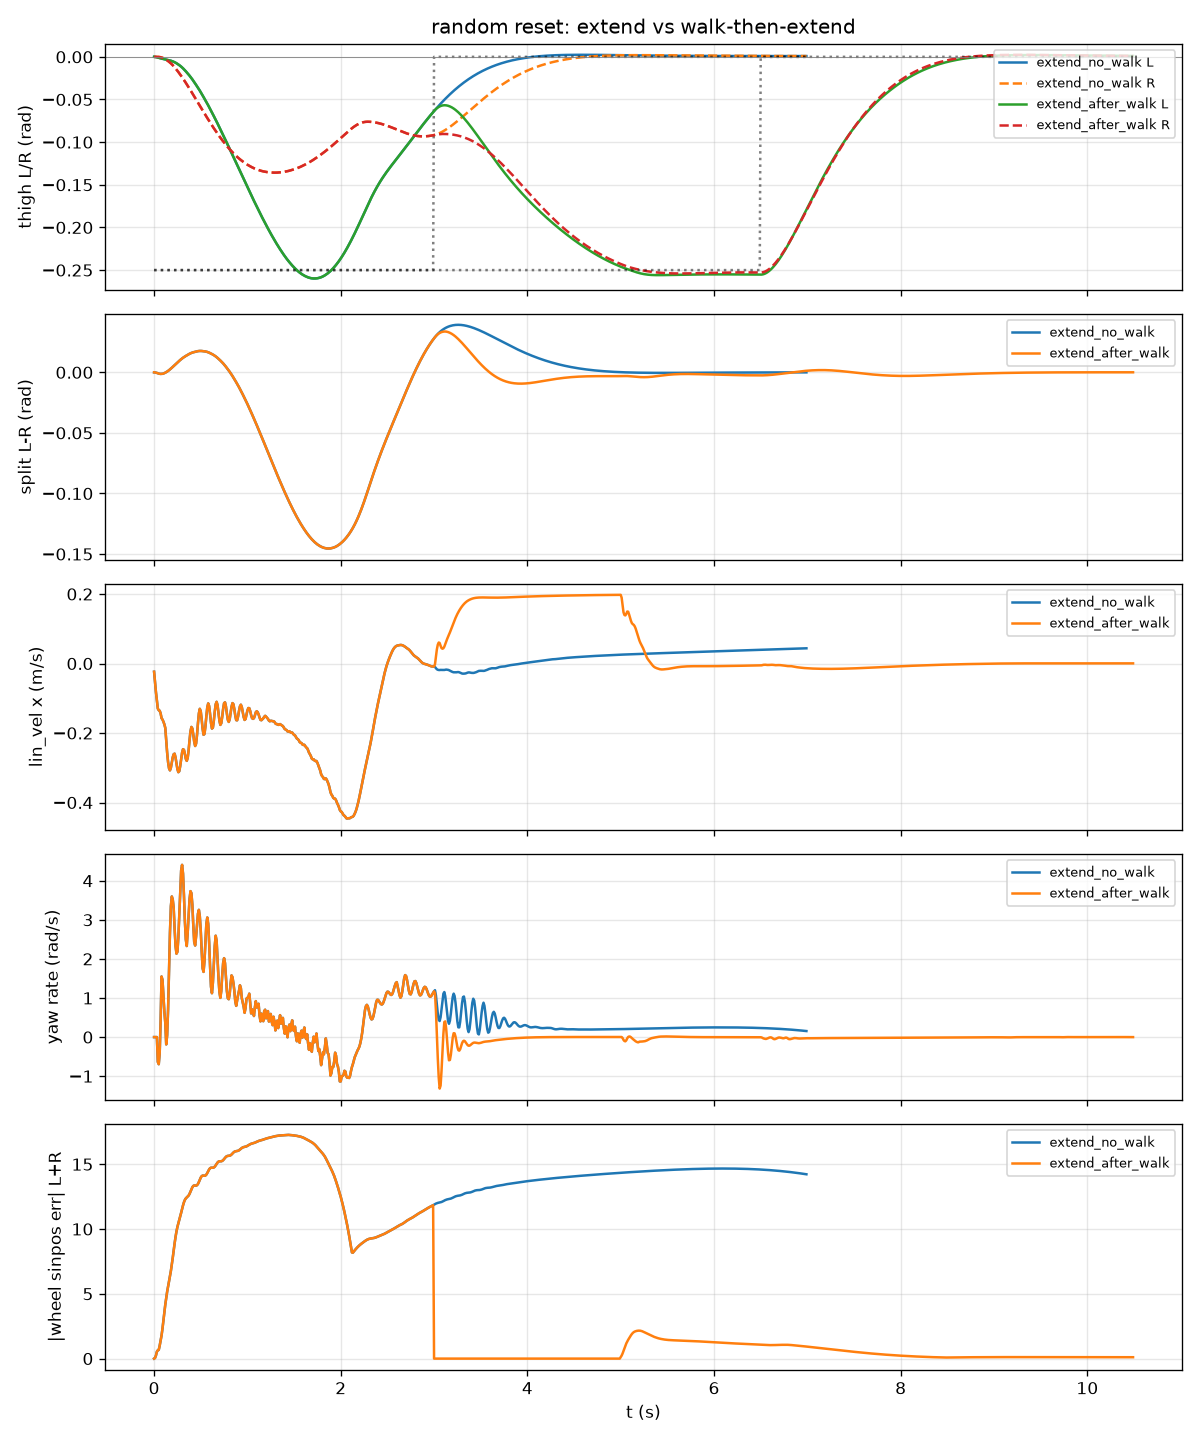 random reset: extend vs walk-then-extend
thigh L/R (rad)
0.00
−0.05
−0.10
−0.15
−0.20
−0.25
extend_no_walk L
extend_no_walk R
extend_after_walk L
extend_after_walk R
split L-R (rad)
0.00
−0.05
−0.10
−0.15
extend_no_walk
extend_after_walk
lin_vel x (m/s)
0.2
0.0
−0.2
−0.4
extend_no_walk
extend_after_walk
yaw rate (rad/s)
4
3
2
1
0
−1
extend_no_walk
extend_after_walk
|wheel sinpos err| L+R
15
10
5
0
extend_no_walk
extend_after_walk
0 2 4 6 8 10
t (s)